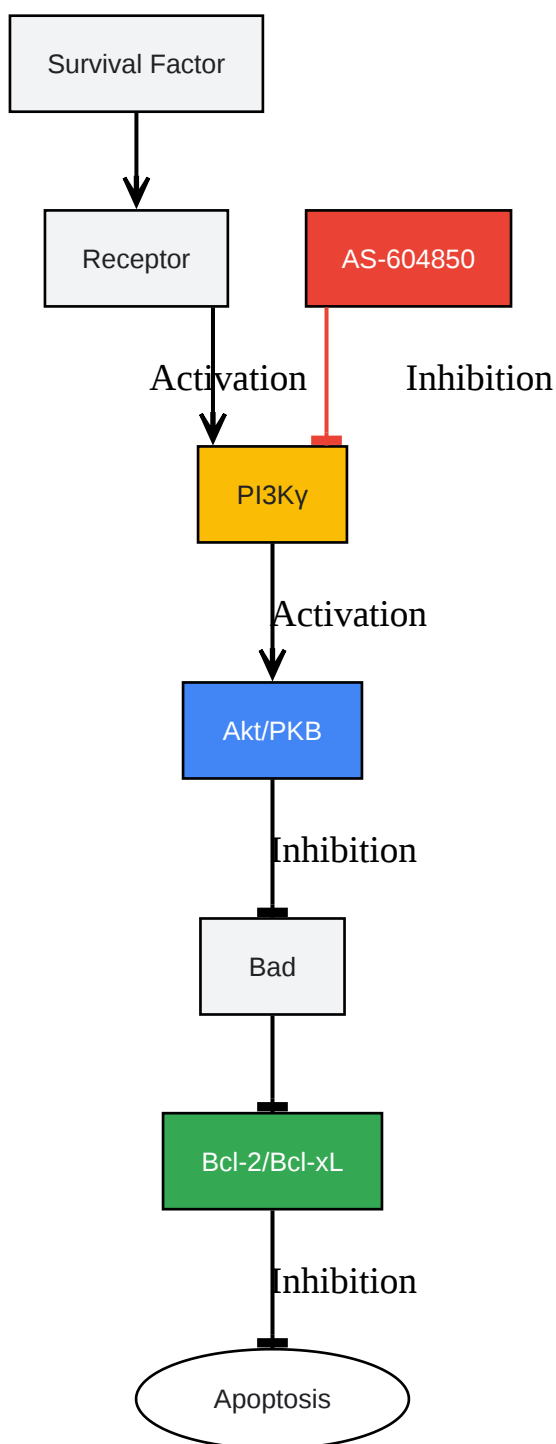 Survival Factor
Receptor
AS-604850
Activation
Inhibition
PI3Kγ
Activation
Akt/PKB
Inhibition
Bad
Bcl-2/Bcl-xL
Inhibition
Apoptosis